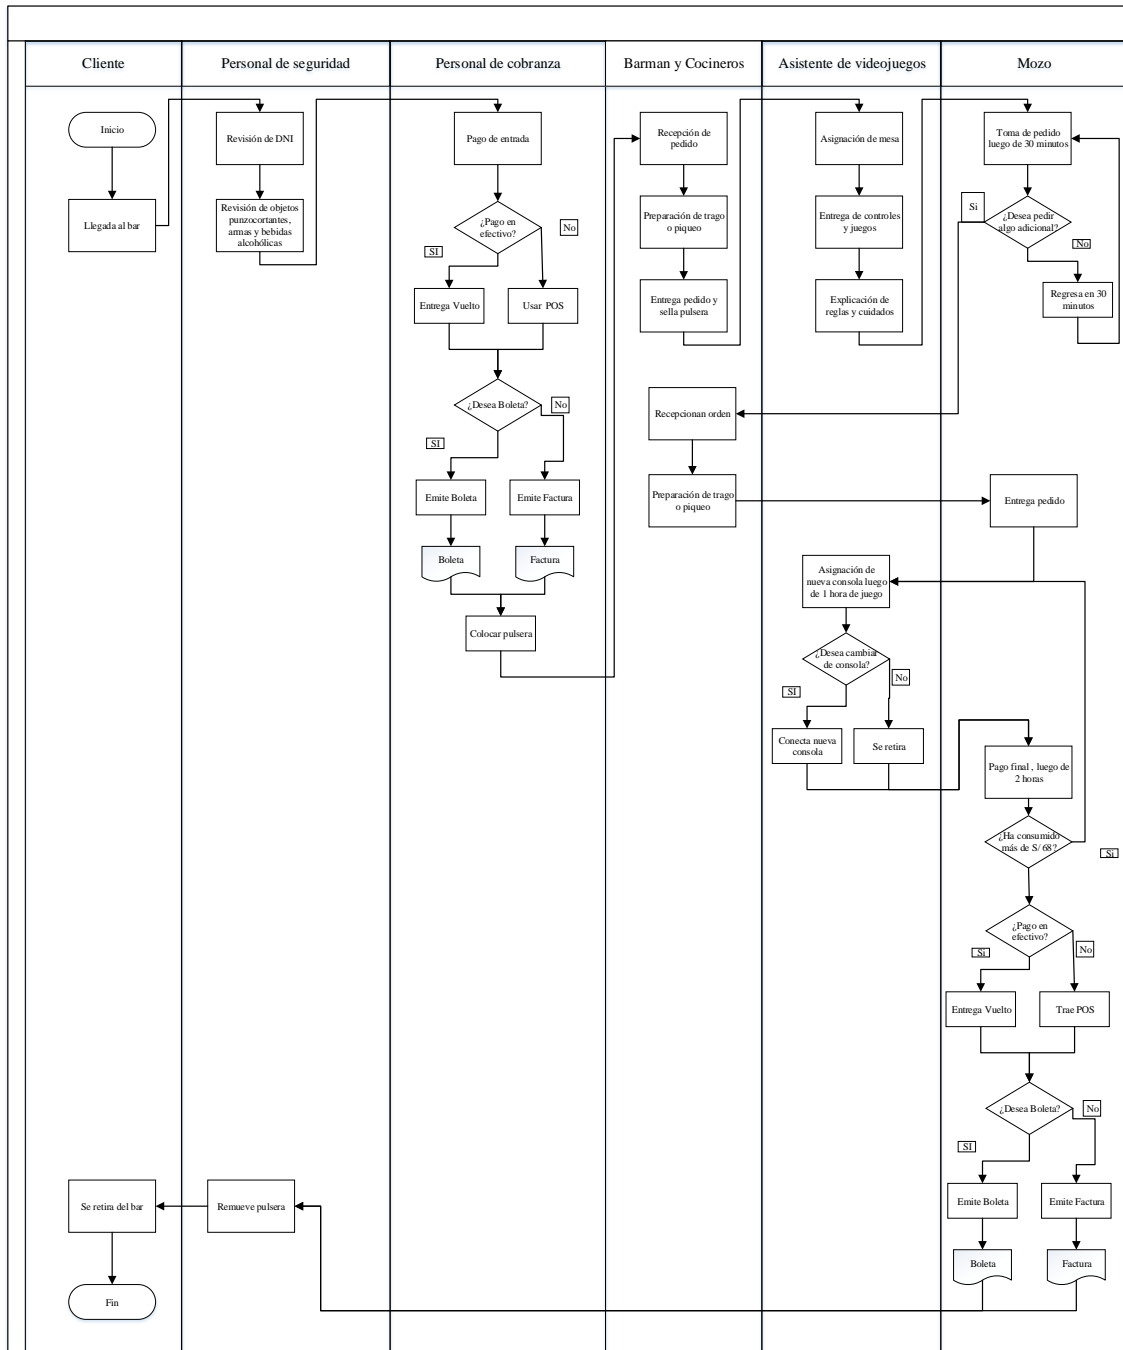 Cliente
Personal de seguridad
Personal de cobranza
Barman y Cocineros
Asistente de videojuegos
Mozo
Inicio
Llegada al bar
Revisión de DNI
Revisión de objetos
punzocortantes,
armas y bebidas
alcohólicas
Pago de entrada
¿Pago en
efectivo?
No
SI
Entrega Vuelto
Usar POS
¿Desea Boleta?
No
SI
Emite Boleta
Emite Factura
Boleta
Factura
Colocar pulsera
Recepción de
pedido
Preparación de trago
o piqueo
Entrega pedido y
sella pulsera
Asignación de mesa
Entrega de controles
y juegos
Explicación de
reglas y cuidados
Toma de pedido
luego de 30 minutos
Si
¿Desea pedir
algo adicional?
No
Regresa en 30
minutos
Recepcionan orden
Preparación de trago
o piqueo
Entrega pedido
Asignación de
nueva consola luego
de 1 hora de juego
¿Desea cambiar
de consola?
No
SI
Conecta nueva
consola
Se retira
Pago final , luego de
2 horas
¿Ha consumido
más de S/ 68?
Si
¿Pago en
efectivo?
Si
No
Entrega Vuelto
Trae POS
¿Desea Boleta?
No
SI
Emite Boleta
Emite Factura
Boleta
Factura
Remueve pulsera
Se retira del bar
Fin